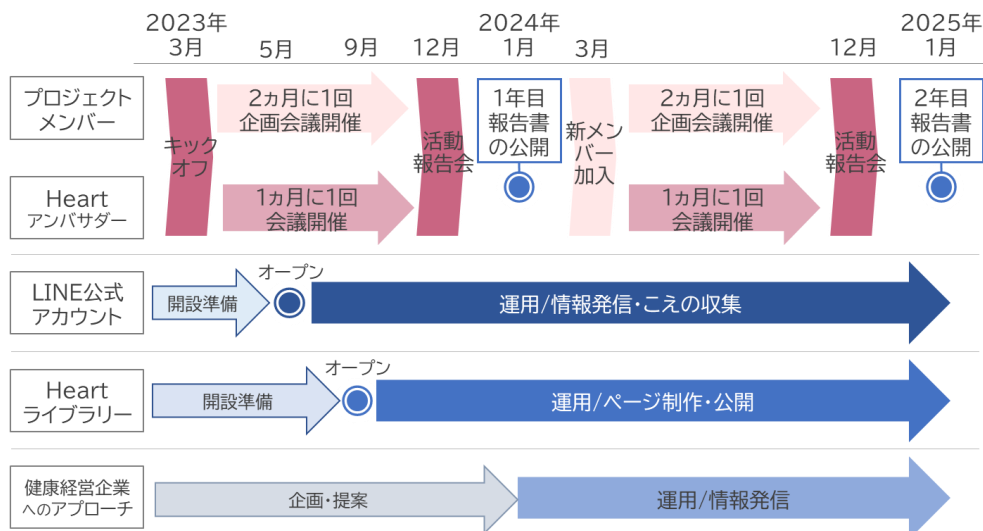 2023年
3月
5月
9月
12月
2024年
1月
3月
12月
2025年
1月
プロジェクト
メンバー
Heart
アンバサダー
キック
オフ
2ヵ月に1回
企画会議開催
1ヵ月に1回
会議開催
活動
報告会
1年目
報告書
の公開
新メン
バー
加入
2ヵ月に1回
企画会議開催
1ヵ月に1回
会議開催
活動
報告会
2年目
報告書
の公開
LINE公式
アカウント
開設準備
オープン
運用/情報発信・こえの収集
Heart
ライブラリー
開設準備
オープン
運用/ページ制作・公開
健康経営企業
へのアプローチ
企画・提案
運用/情報発信